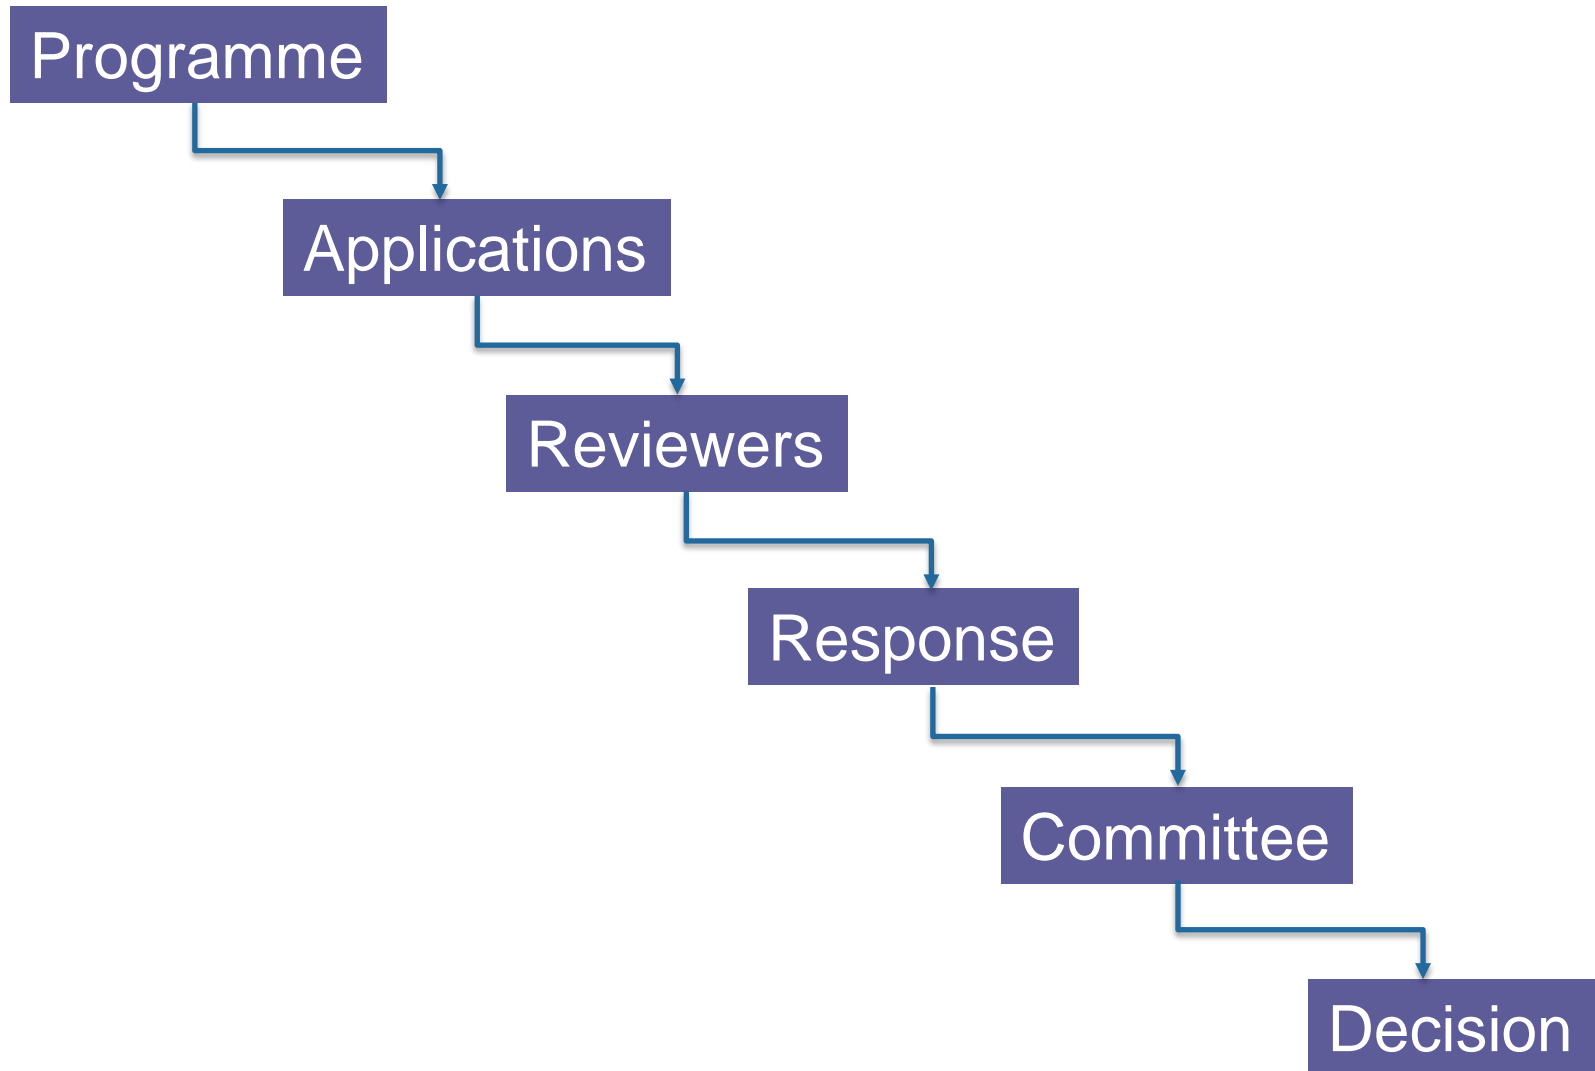 Programme
Applications
Reviewers
Response
Committee
Decision